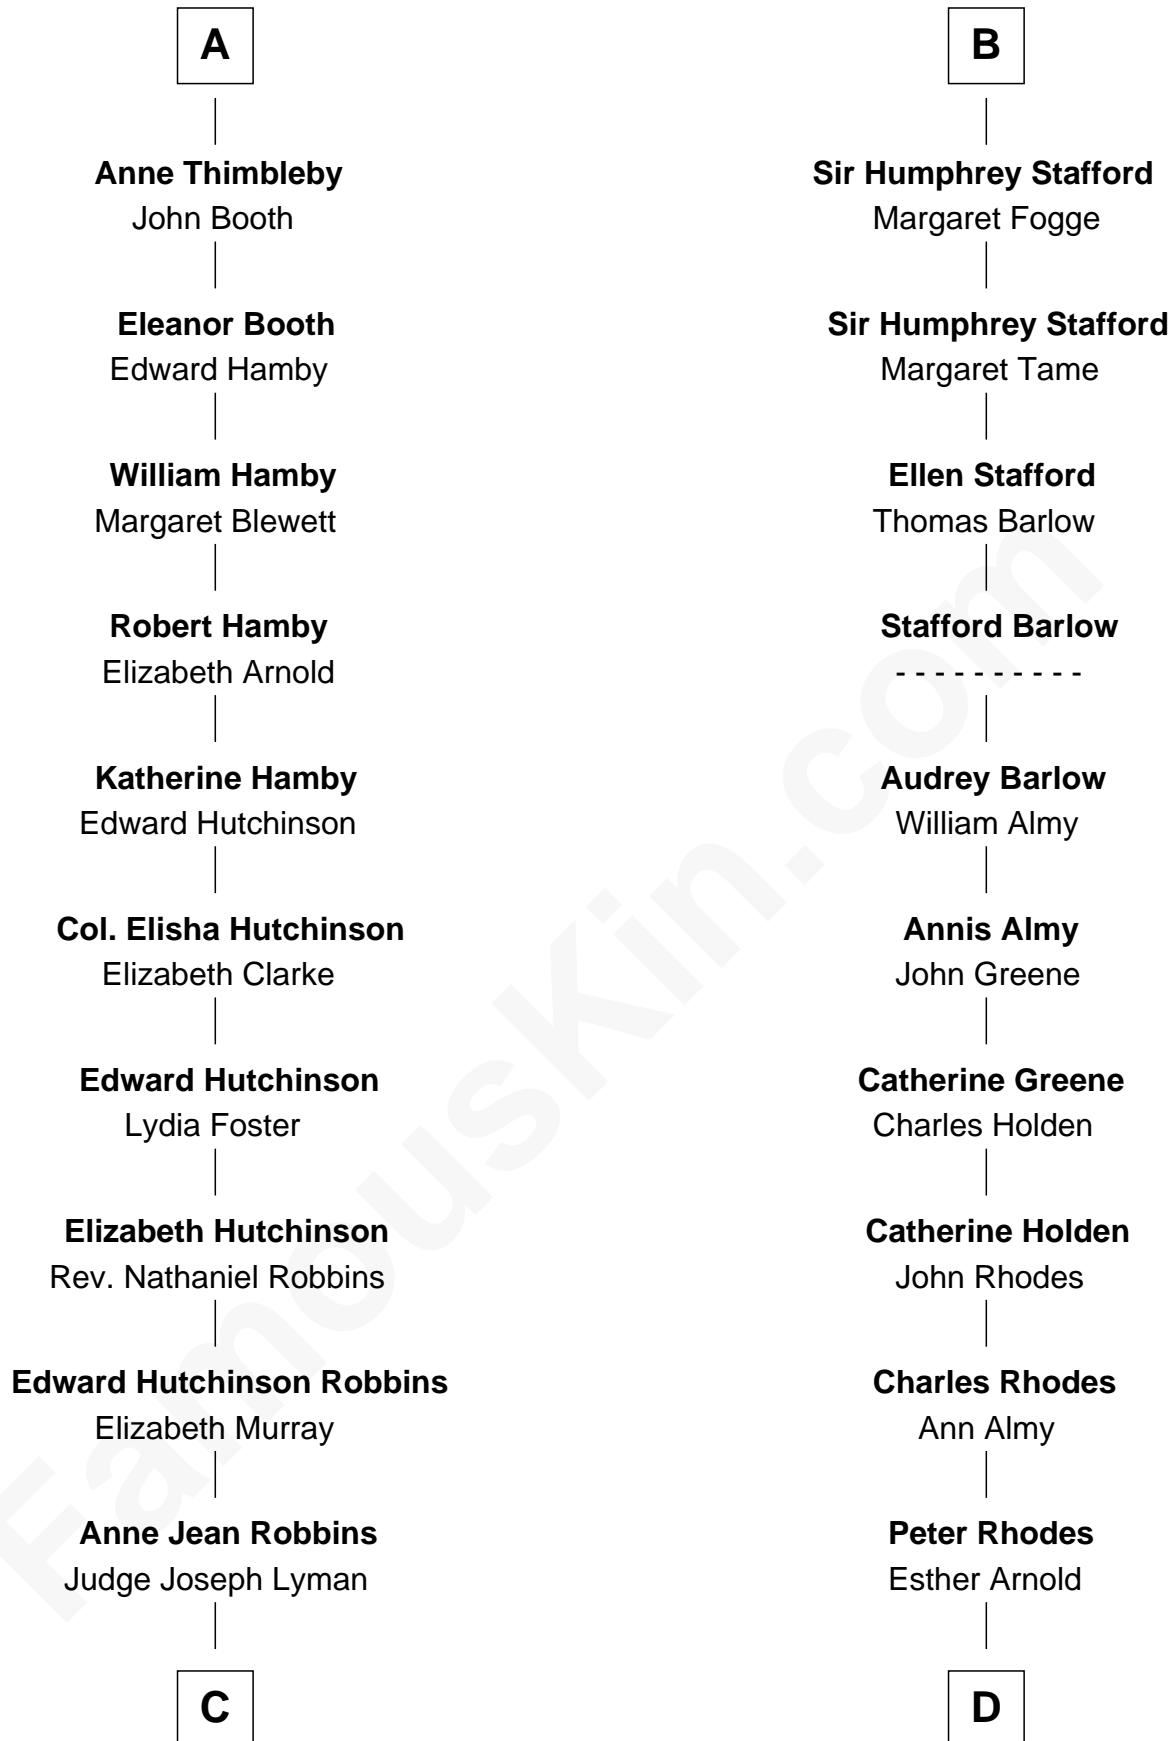 A
Anne Thimbleby
John Booth
Eleanor Booth
Edward Hamby
William Hamby
Margaret Blewett
Robert Hamby
Elizabeth Arnold
Katherine Hamby
Edward Hutchinson
Col. Elisha Hutchinson
Elizabeth Clarke
Edward Hutchinson
Lydia Foster
Elizabeth Hutchinson
Rev. Nathaniel Robbins
Edward Hutchinson Robbins
Elizabeth Murray
Anne Jean Robbins
Judge Joseph Lyman
C
B
Sir Humphrey Stafford
Margaret Fogge
Sir Humphrey Stafford
Margaret Tame
Ellen Stafford
Thomas Barlow
Stafford Barlow
- - - - - - - - - -
Audrey Barlow
William Almy
Annis Almy
John Greene
Catherine Greene
Charles Holden
Catherine Holden
John Rhodes
Charles Rhodes
Ann Almy
Peter Rhodes
Esther Arnold
D
FamousKin.com